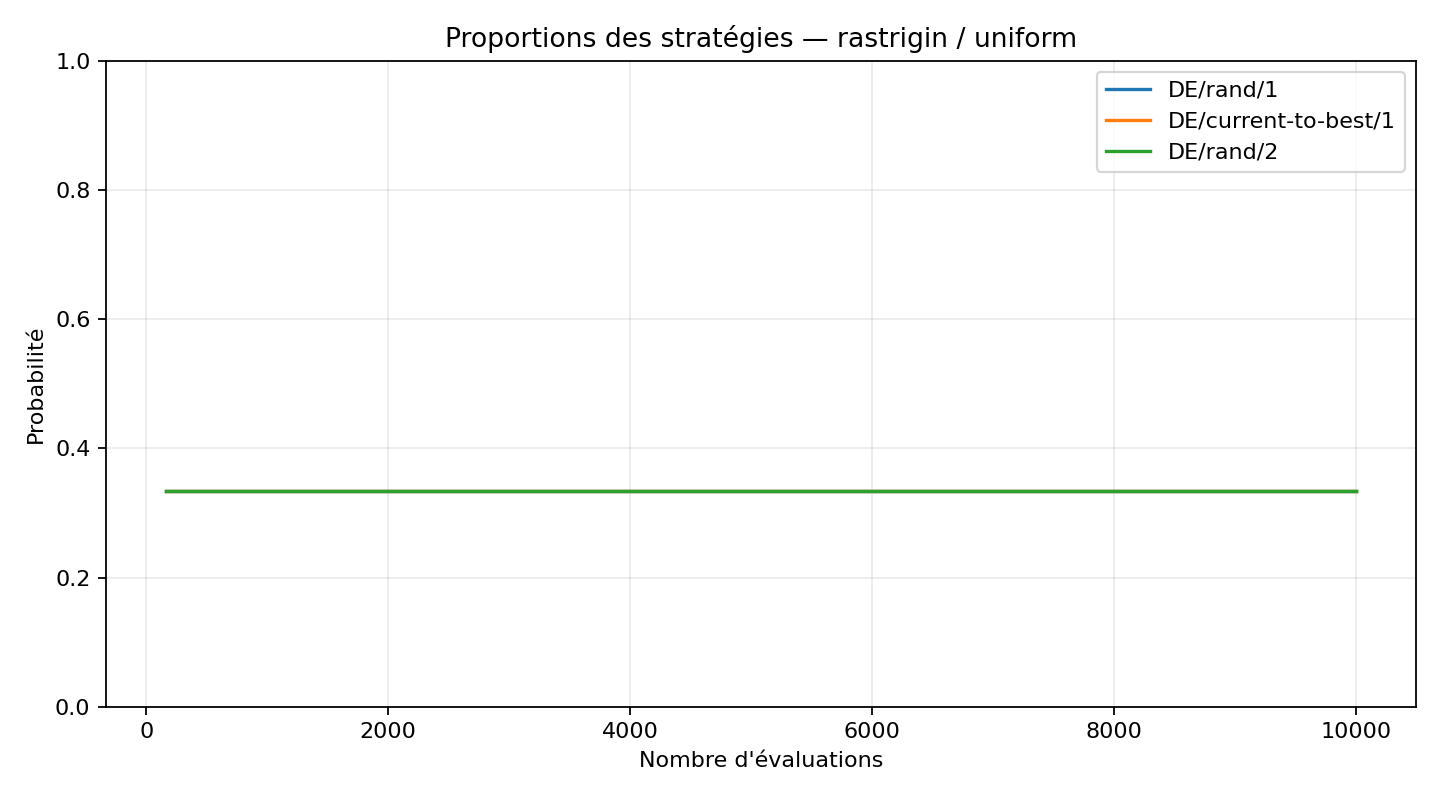 Proportions des stratégies — rastrigin / uniform
DE/rand/1
DE/current-to-best/1
DE/rand/2
Probabilité
1.0
0.8
0.6
0.4
0.2
0.0
0 2000 4000 6000 8000 10000
Nombre d'évaluations